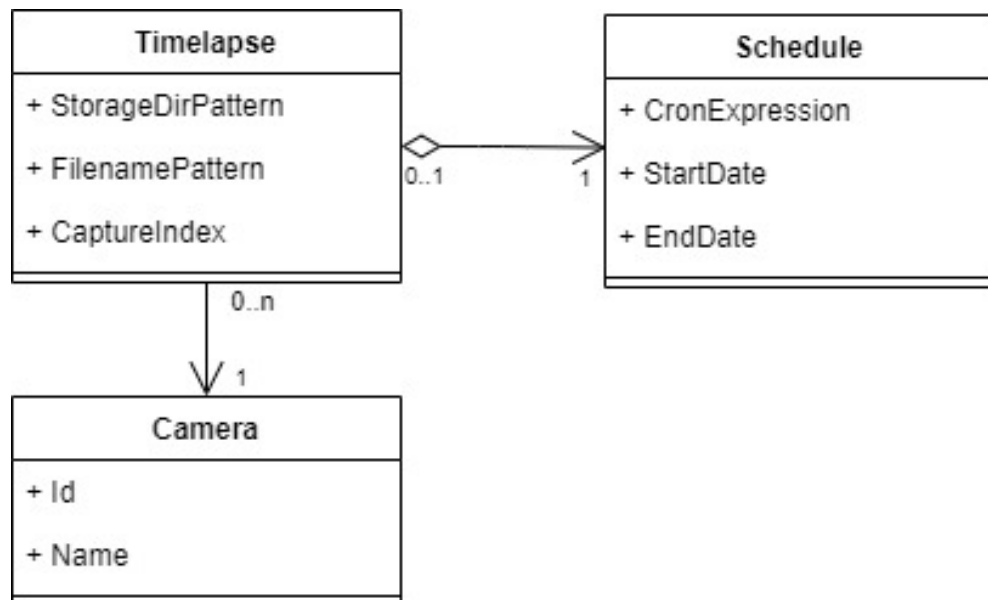 Timelapse
+ StorageDirPattern
+ FilenamePattern
+ CaptureIndex
0..1
1
Schedule
+ CronExpression
+ StartDate
+ EndDate
0..n
1
Camera
+ Id
+ Name